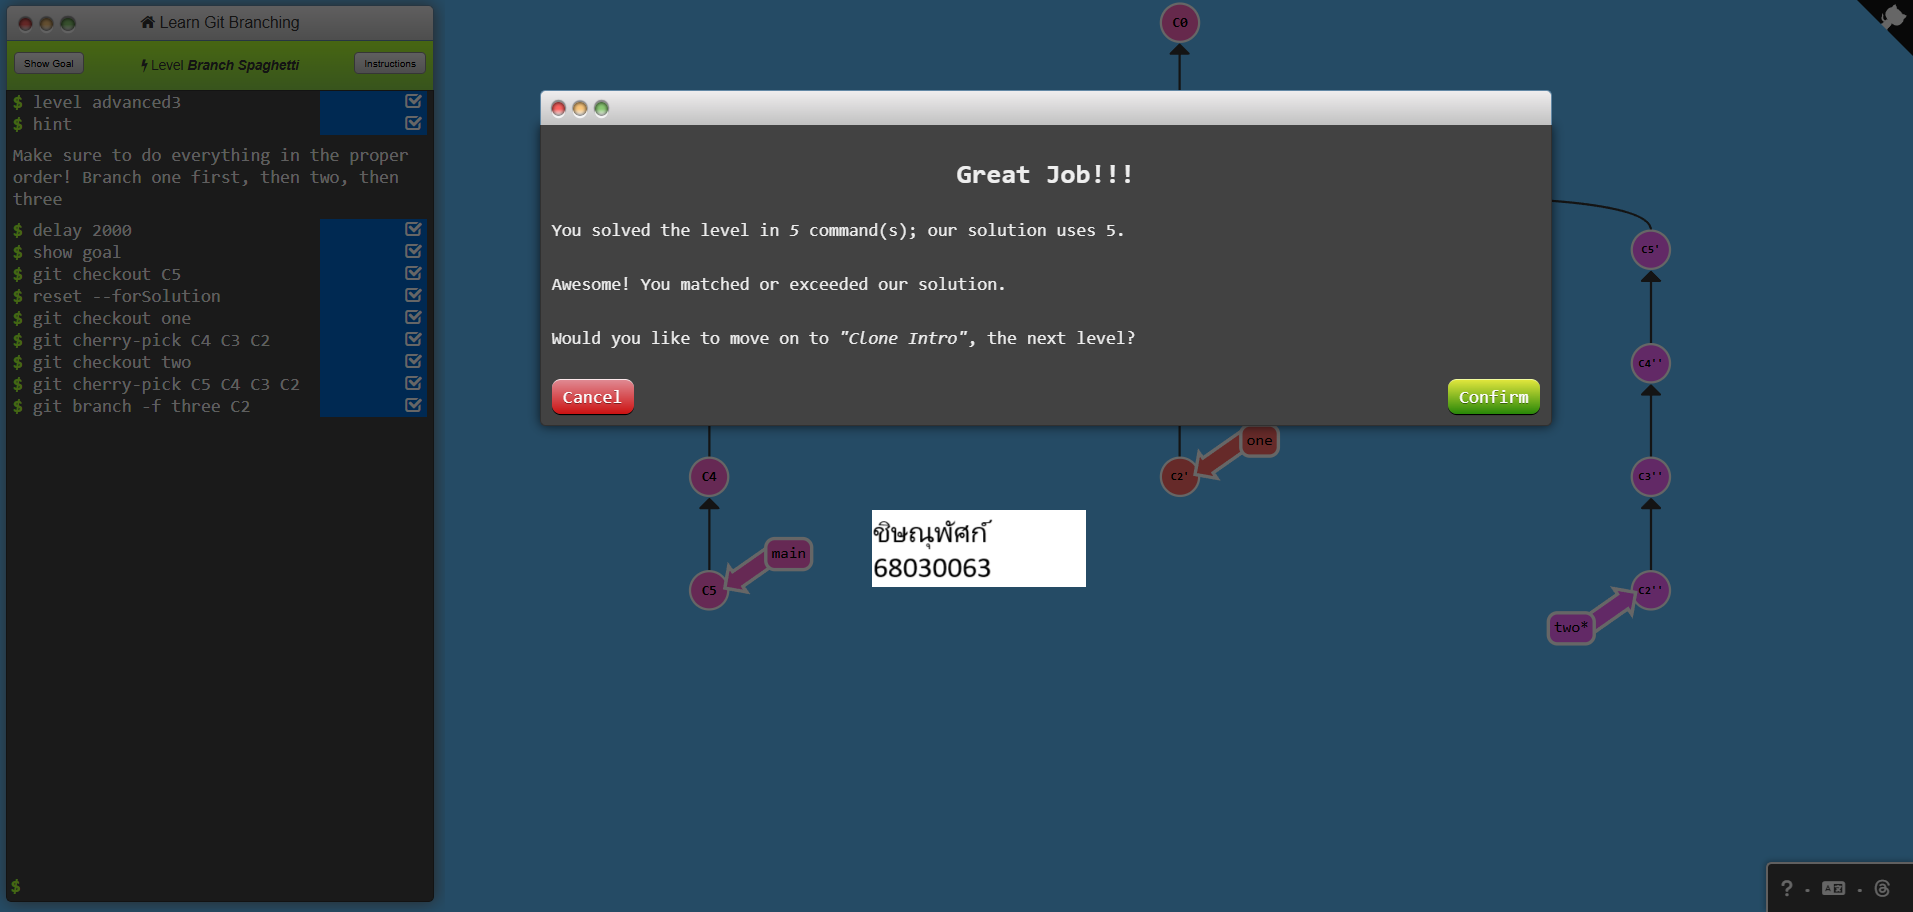 Learn Git Branching
Show Goal
Level Branch Spaghetti
Instructions
$ level advanced3
$ hint
Make sure to do everything in the proper
order! Branch one first, then two, then
three
$ delay 2000
$ show goal
$ git checkout C5
$ reset --forSolution
$ git checkout one
$ git cherry-pick C4 C3 C2
$ git checkout two
$ git cherry-pick C5 C4 C3 C2
$ git branch -f three C2
$
C0
Great Job!!!
You solved the level in 5 command(s); our solution uses 5.
Awesome! You matched or exceeded our solution.
Would you like to move on to "Clone Intro", the next level?
Cancel
Confirm
C5'
C4''
one
C4
C2'
C3''
ชิษณุพัศก์
68030063
main
C5
C2''
two*
?